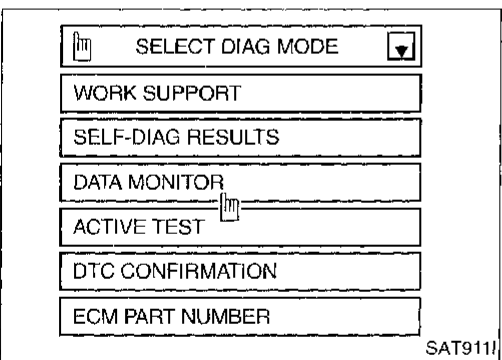 SELECT DIAG MODE
WORK SUPPORT
SELF-DIAG RESULTS
DATA MONITOR
ACTIVE TEST
DTC CONFIRMATION
ECM PART NUMBER
SAT911I